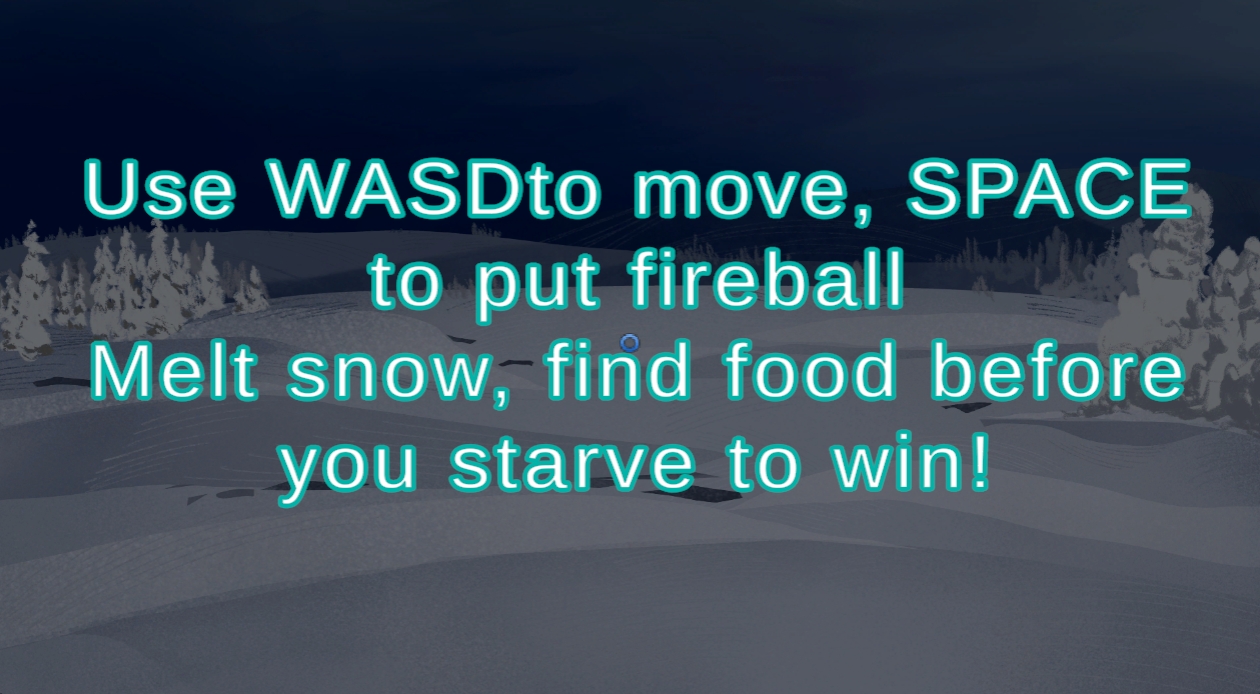 Use WASDto move, SPACE
to put fireball
Melt snow, find food before
you starve to win!